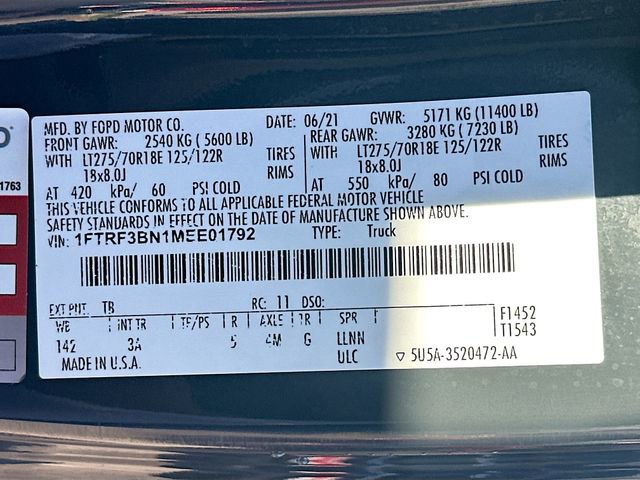 MFD. BY FOPD MOTOR CO. DATE: 06/21 GVWR: 5171 KG (11400 LB)
FRONT GAWR: 2540 KG (5600 LB) REAR GAWR: 3280 KG (7230 LB)
WITH LT275/70R18E 125/122R TIRES WITH LT275/70R18E 125/122R TIRES
18x8.0J RIMS 18x8.0J RIMS
AT 420 kPa/ 60 PSI COLD AT 550 kPa/ 80 PSI COLD
THIS VEHICLE CONFORMS TO ALL APPLICABLE FEDERAL MOTOR VEHICLE
SAFETY STANDARDS IN EFFECT ON THE DATE OF MANUFACTURE SHOWN ABOVE.
VIN: 1FTRF3BN1MEE01792 TYPE: Truck
EXT PNT: TB RC: 11 DSO: F1452
WB INT TR TP/PS R AXLE TR SPR T1543
142 3A 5 4M G LLNN
MADE IN U.S.A. ULC ▽ 5U5A-3520472-AA
1763